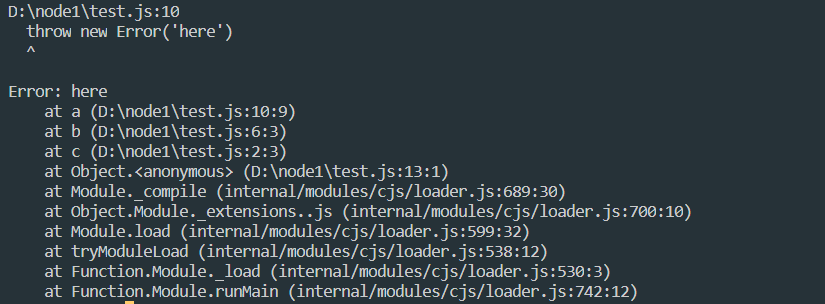 D:\node1\test.js:10
  throw new Error('here')
  ^

Error: here
    at a (D:\node1\test.js:10:9)
    at b (D:\node1\test.js:6:3)
    at c (D:\node1\test.js:2:3)
    at Object.<anonymous> (D:\node1\test.js:13:1)
    at Module._compile (internal/modules/cjs/loader.js:689:30)
    at Object.Module._extensions..js (internal/modules/cjs/loader.js:700:10)
    at Module.load (internal/modules/cjs/loader.js:599:32)
    at tryModuleLoad (internal/modules/cjs/loader.js:538:12)
    at Function.Module._load (internal/modules/cjs/loader.js:530:3)
    at Function.Module.runMain (internal/modules/cjs/loader.js:742:12)